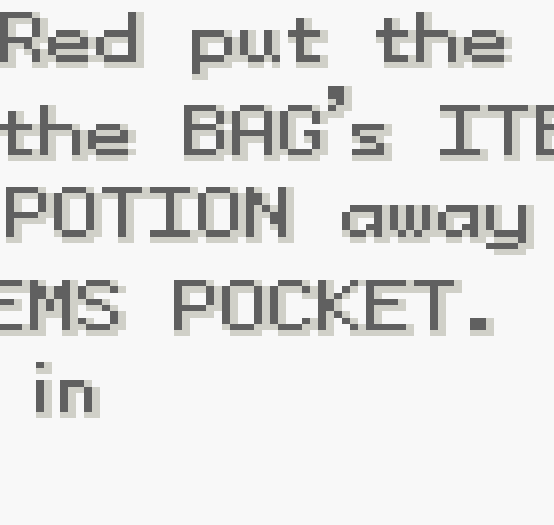 Red put the
the BAG's ITE
POTION away
EMS POCKET.
in